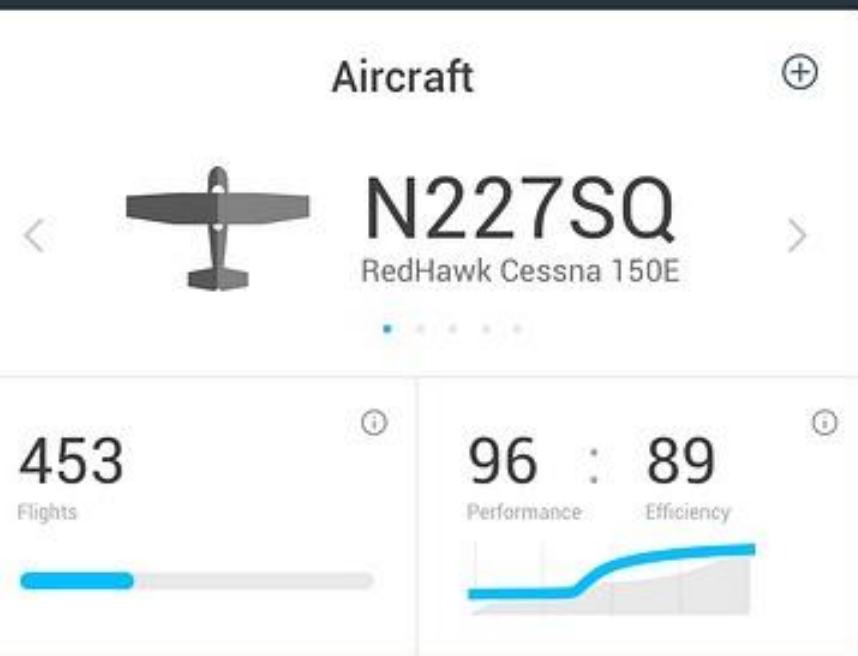 Aircraft
N227SQ
RedHawk Cessna 150E
453
Flights
96 : 89
Performance Efficiency